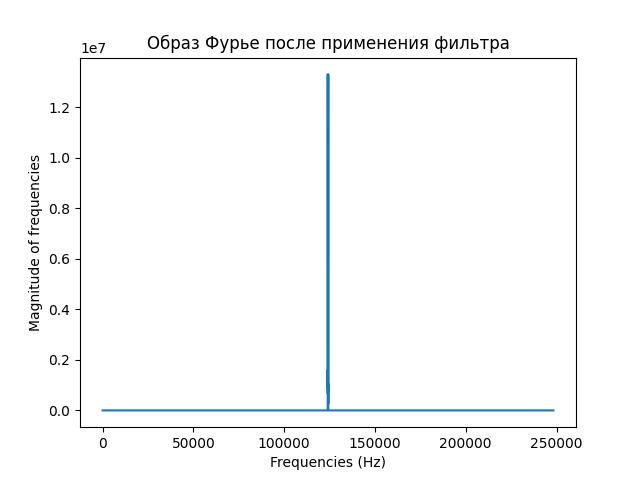 Образ Фурье после применения фильтра
1e7
1.2
1.0
0.8
0.6
0.4
0.2
0.0
Magnitude of frequencies
0 50000 100000 150000 200000 250000
Frequencies (Hz)